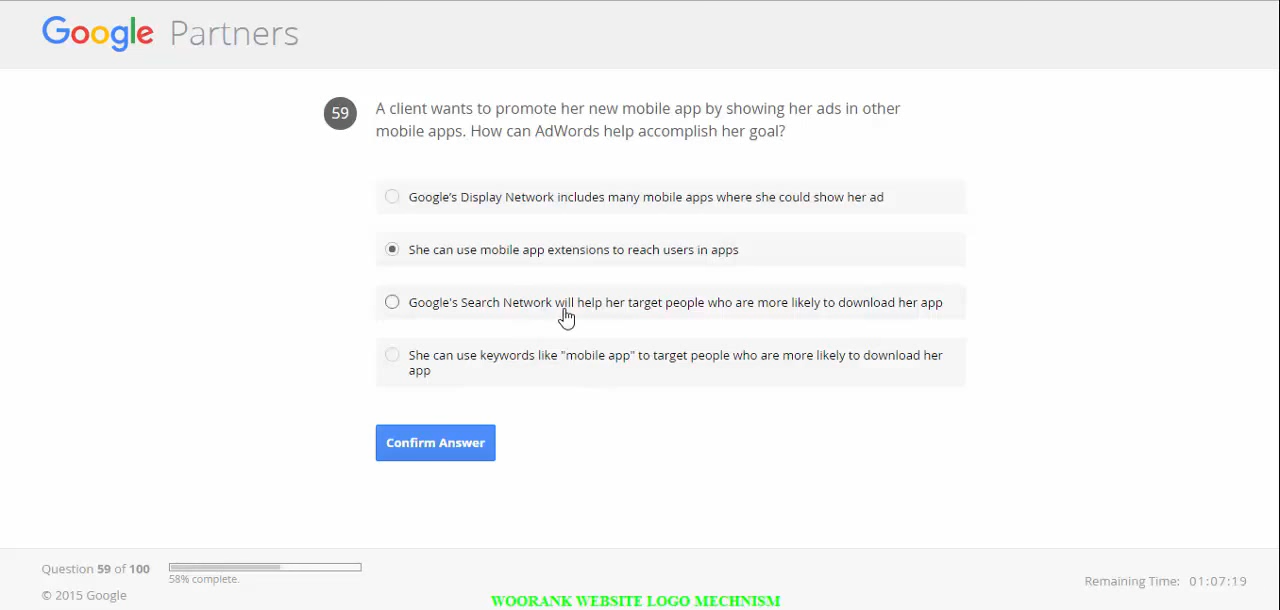 Google Partners
59
A client wants to promote her new mobile app by showing her ads in other
mobile apps. How can AdWords help accomplish her goal?
Google's Display Network includes many mobile apps where she could show her ad
She can use mobile app extensions to reach users in apps
Google's Search Network will help her target people who are more likely to download her app
She can use keywords like "mobile app" to target people who are more likely to download her
app
Confirm Answer
Question 59 of 100
58% complete.
Remaining Time: 01:07:19
© 2015 Google
WOORANK WEBSITE LOGO MECHNISM